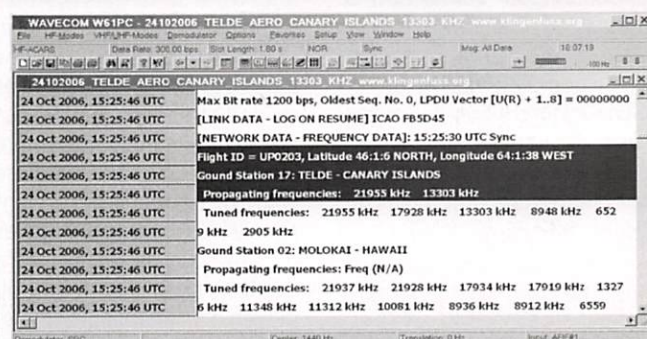 WAVECOM W61PC - 24102006 TELDE AERO CANARY ISLANDS 13303 KHZ www.klingenfuss.org
File HF-Modes VHF/UHF-Modes Demodulator Options Favorites Setup View Window Help
HF-ACARS Data Rate: 300.00 bps Slot Length: 1.80 s NOR Sync Msg: All Data 16:07:19
24102006 TELDE AERO CANARY ISLANDS 13303 KHZ www.klingenfuss.org
24 Oct 2006, 15:25:46 UTC Max Bit rate 1200 bps, Oldest Seq. No. 0, LPDU Vector [U(R) + 1..8] = 00000000
24 Oct 2006, 15:25:46 UTC [LINK DATA - LOG ON RESUME] ICAO FB5D45
24 Oct 2006, 15:25:46 UTC [NETWORK DATA - FREQUENCY DATA]: 15:25:30 UTC Sync
24 Oct 2006, 15:25:46 UTC Flight ID = UP0203, Latitude 46:1:6 NORTH, Longitude 64:1:38 WEST
24 Oct 2006, 15:25:46 UTC Gound Station 17: TELDE - CANARY ISLANDS
24 Oct 2006, 15:25:46 UTC Propagating frequencies: 21955 kHz 13303 kHz
24 Oct 2006, 15:25:46 UTC Tuned frequencies: 21955 kHz 17928 kHz 13303 kHz 8948 kHz 652
24 Oct 2006, 15:25:46 UTC 9 kHz 2905 kHz
24 Oct 2006, 15:25:46 UTC Gound Station 02: MOLOKAI - HAWAII
24 Oct 2006, 15:25:46 UTC Propagating frequencies: Freq (N/A)
24 Oct 2006, 15:25:46 UTC Tuned frequencies: 21937 kHz 21928 kHz 17934 kHz 17919 kHz 1327
24 Oct 2006, 15:25:46 UTC 6 kHz 11348 kHz 11312 kHz 10081 kHz 8936 kHz 8912 kHz 6559
Center: 1440 Hz Translation: 0 Hz